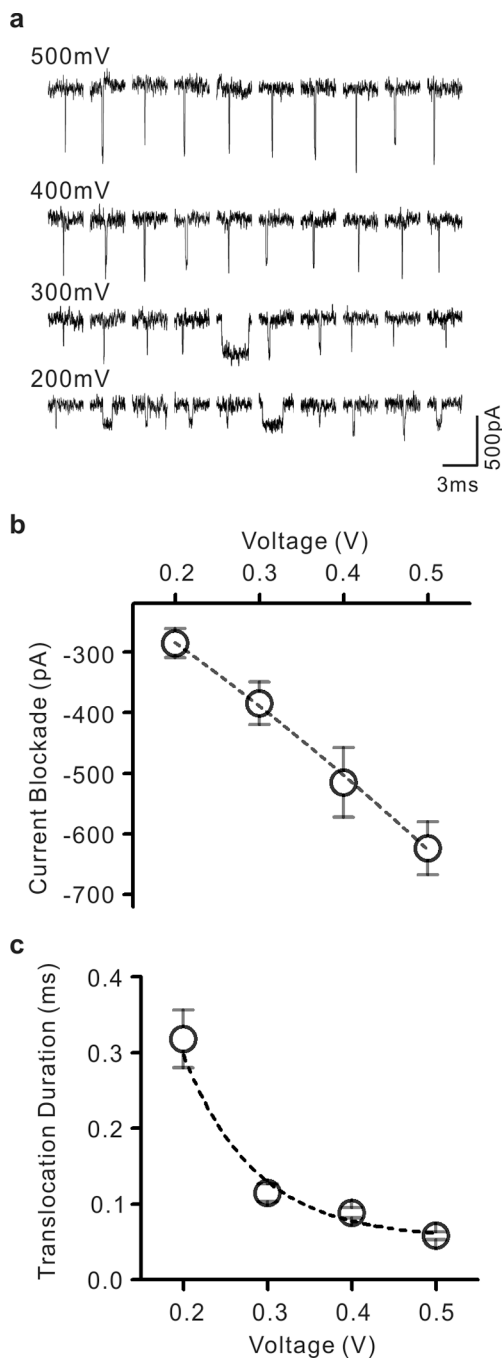 a
500mV
400mV
300mV
200mV
500pA
3ms
b
Voltage (V)
0.2 0.3 0.4 0.5
Current Blockade (pA)
-300
-400
-500
-600
-700
c
Translocation Duration (ms)
0.4
0.3
0.2
0.1
0.0
0.2 0.3 0.4 0.5
Voltage (V)